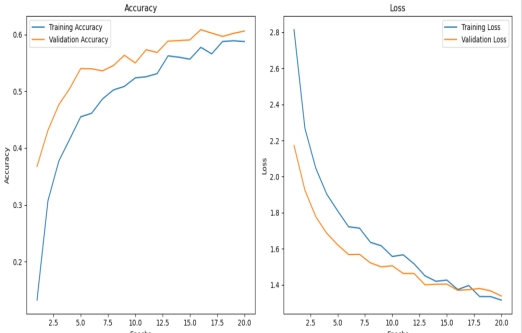 Accuracy
Training Accuracy
Validation Accuracy
0.6
0.5
0.4
0.3
0.2
Accuracy
2.5 5.0 7.5 10.0 12.5 15.0 17.5 20.0
Loss
Training Loss
Validation Loss
2.8
2.6
2.4
2.2
2.0
1.8
1.6
1.4
Loss
2.5 5.0 7.5 10.0 12.5 15.0 17.5 20.0